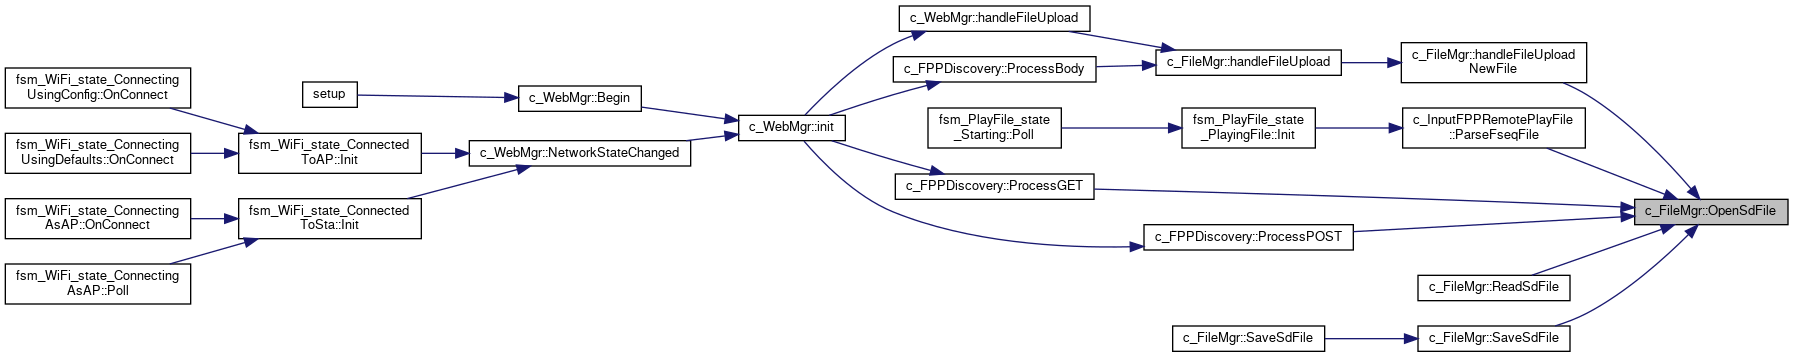 fsm_WiFi_state_Connecting
UsingConfig::OnConnect
fsm_WiFi_state_Connecting
UsingDefaults::OnConnect
fsm_WiFi_state_Connecting
AsAP::OnConnect
fsm_WiFi_state_Connecting
AsAP::Poll
setup
fsm_WiFi_state_Connected
ToAP::Init
fsm_WiFi_state_Connected
ToSta::Init
c_WebMgr::Begin
c_WebMgr::NetworkStateChanged
c_WebMgr::init
c_WebMgr::handleFileUpload
c_FPPDiscovery::ProcessBody
fsm_PlayFile_state
_Starting::Poll
c_FPPDiscovery::ProcessGET
c_FileMgr::handleFileUpload
fsm_PlayFile_state
_PlayingFile::Init
c_FPPDiscovery::ProcessPOST
c_FileMgr::SaveSdFile
c_FileMgr::handleFileUpload
NewFile
c_InputFPPRemotePlayFile
::ParseFseqFile
c_FileMgr::ReadSdFile
c_FileMgr::SaveSdFile
c_FileMgr::OpenSdFile